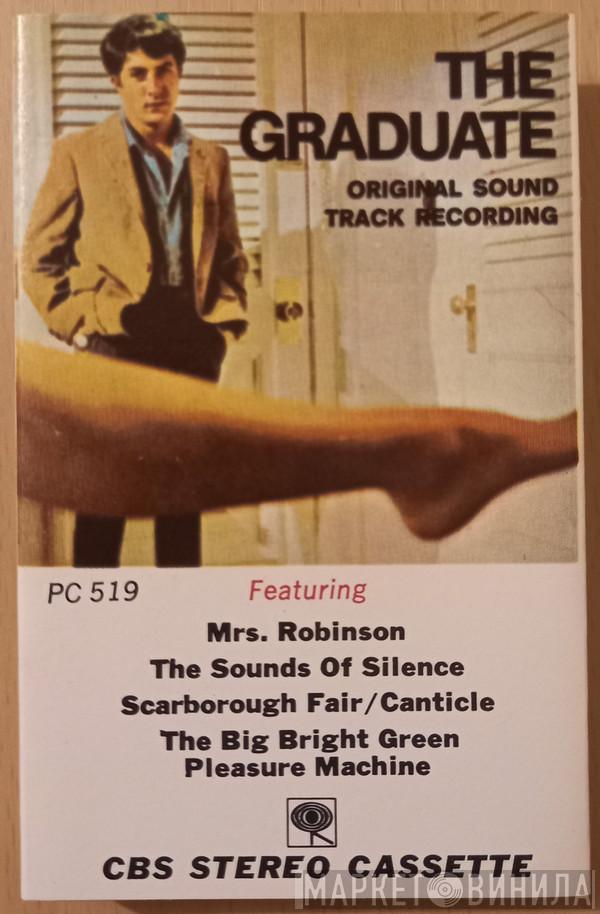 THE
GRADUATE
ORIGINAL SOUND
TRACK RECORDING
PC 519
Featuring
Mrs. Robinson
The Sounds Of Silence
Scarborough Fair/Canticle
The Big Bright Green
Pleasure Machine
CBS STEREO CASSETTE
МАРКЕТ ВИНИЛА